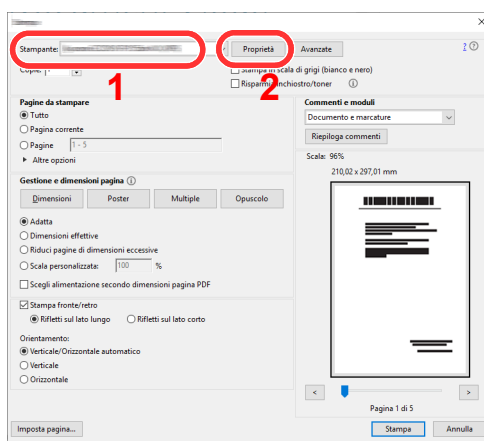 Stampante:
Proprietà
Avanzate
?
Copie:
Stampa in scala di grigi (bianco e nero)
1
2
Risparmia inchiostro/toner
Pagine da stampare
Tutto
Pagina corrente
Pagine 1 - 5
Altre opzioni
Commenti e moduli
Documento e marcature
Riepiloga commenti
Scala: 96%
210,02 x 297,01 mm
Gestione e dimensioni pagina
Dimensioni
Poster
Multiple
Opuscolo
Adatta
Dimensioni effettive
Riduci pagine di dimensioni eccessive
Scala personalizzata: 100 %
Scegli alimentazione secondo dimensioni pagina PDF
Stampa fronte/retro
Rifletti sul lato lungo
Rifletti sul lato corto
Orientamento:
Verticale/Orizzontale automatico
Verticale
Orizzontale
<
>
Pagina 1 di 5
Imposta pagina...
Stampa
Annulla